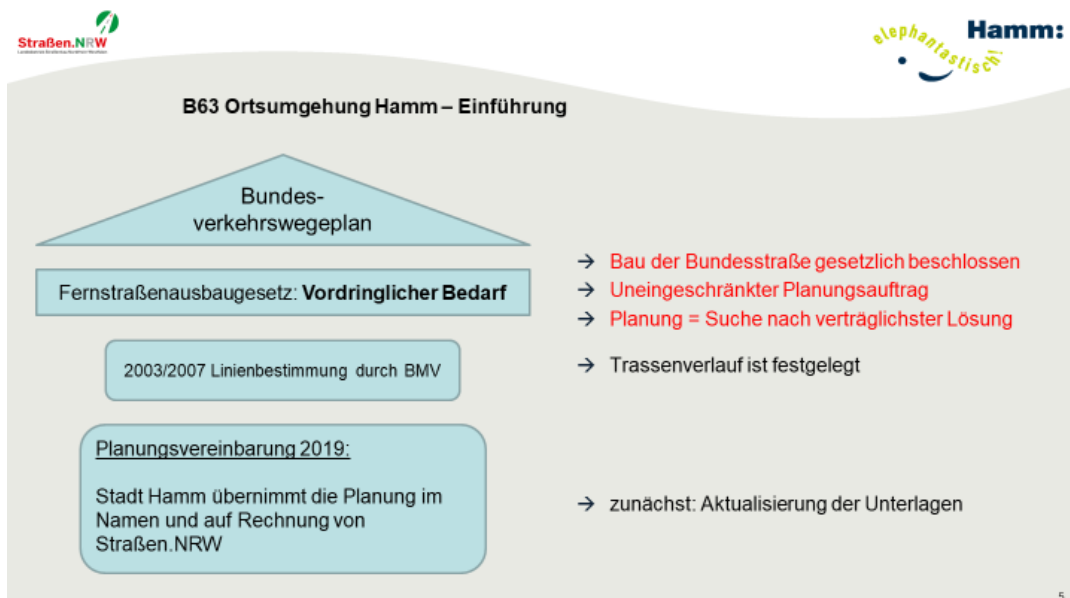 Straßen.NRW
elephantastisch!
Hamm:
B63 Ortsumgehung Hamm – Einführung
Bundes-
verkehrswegeplan
Fernstraßenausbaugesetz: Vordringlicher Bedarf
→ Bau der Bundesstraße gesetzlich beschlossen
→ Uneingeschränkter Planungsauftrag
→ Planung = Suche nach verträglichster Lösung
2003/2007 Linienbestimmung durch BMV
→ Trassenverlauf ist festgelegt
Planungsvereinbarung 2019:
Stadt Hamm übernimmt die Planung im
Namen und auf Rechnung von
Straßen.NRW
→ zunächst: Aktualisierung der Unterlagen
5